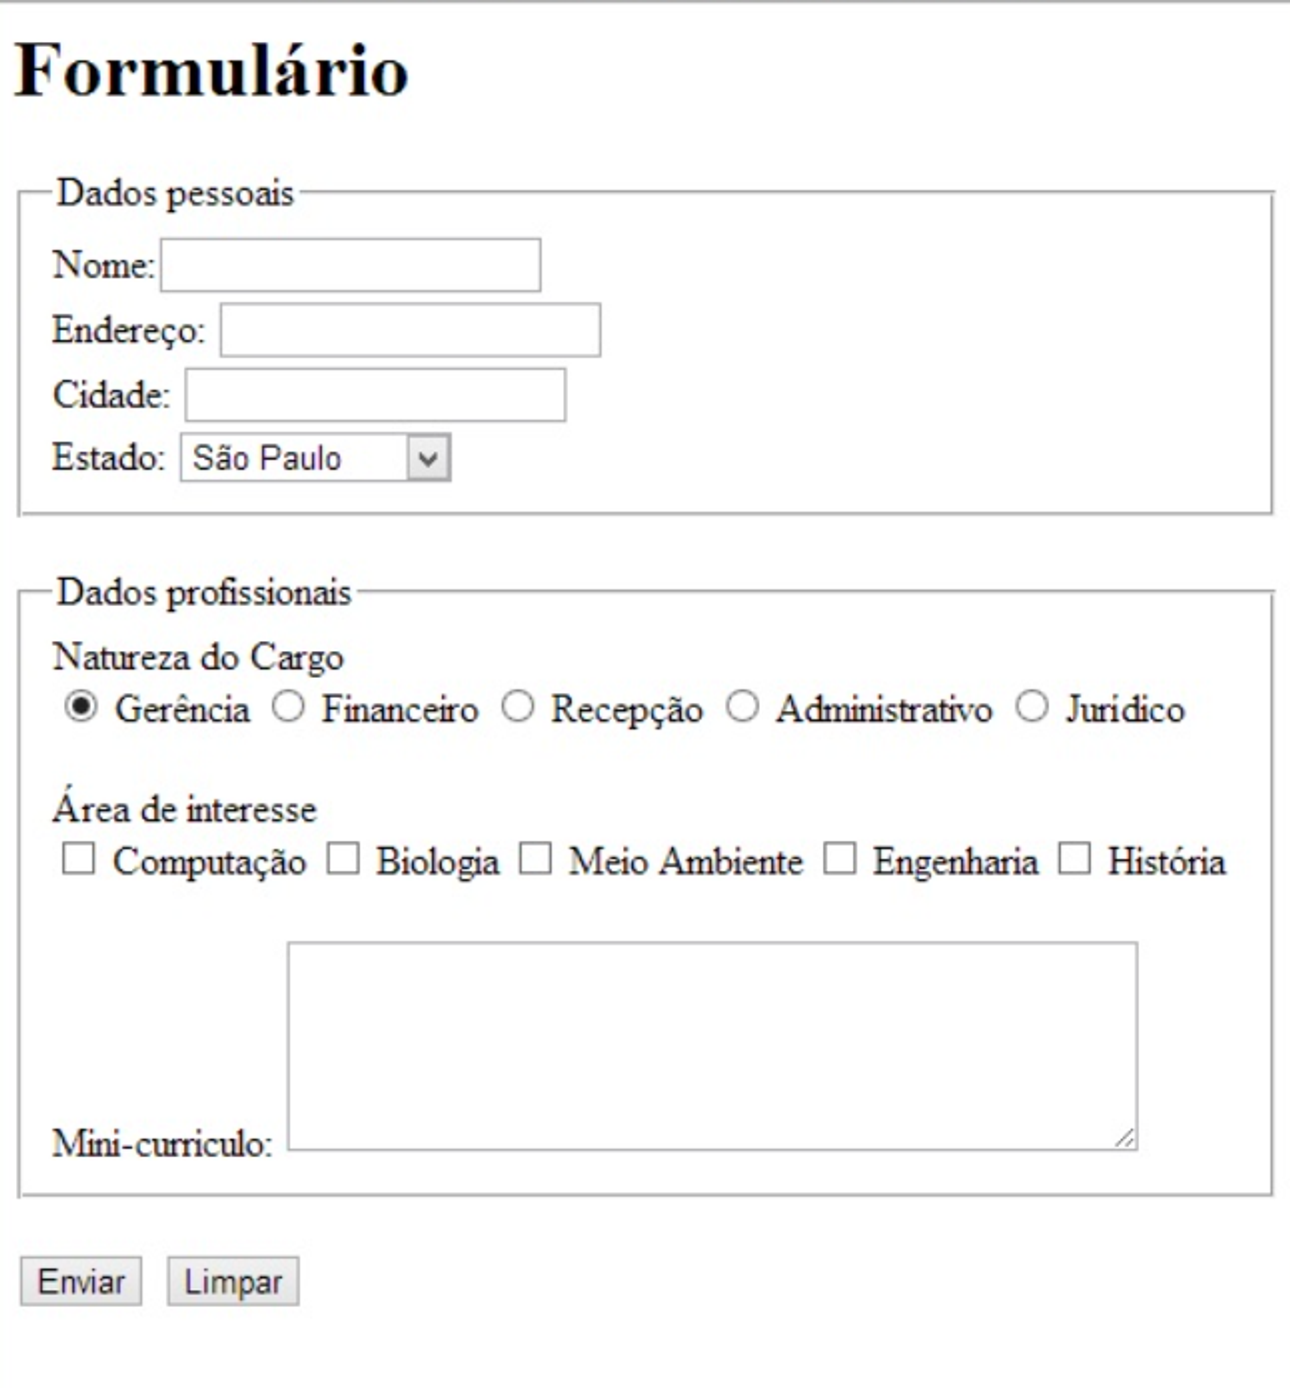 Formulário
Dados pessoais
Nome:
Endereço:
Cidade:
Estado: São Paulo
Dados profissionais
Natureza do Cargo
Gerência Financeiro Recepção Administrativo Jurídico
Área de interesse
Computação Biologia Meio Ambiente Engenharia História
Mini-curriculo:
Enviar Limpar